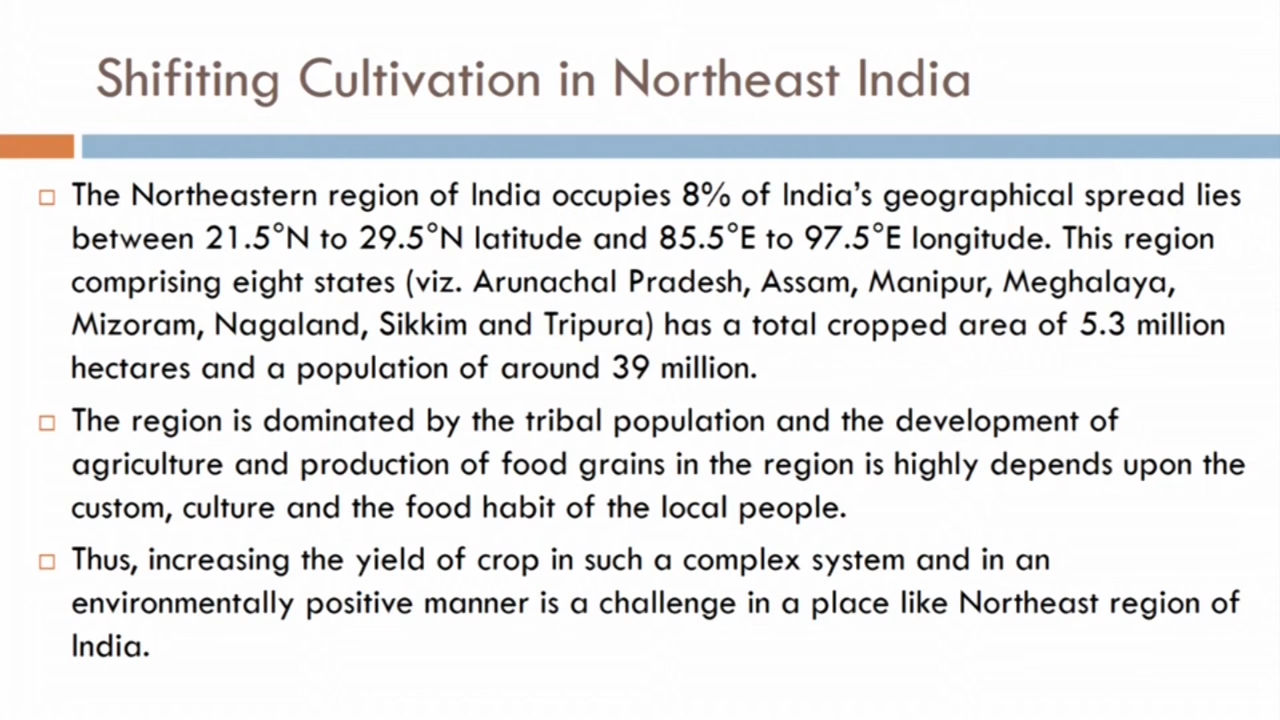 Shifiting Cultivation in Northeast India
The Northeastern region of India occupies 8% of India's geographical spread lies
between 21.5°N to 29.5°N latitude and 85.5°E to 97.5°E longitude. This region
comprising eight states (viz. Arunachal Pradesh, Assam, Manipur, Meghalaya,
Mizoram, Nagaland, Sikkim and Tripura) has a total cropped area of 5.3 million
hectares and a population of around 39 million.
The region is dominated by the tribal population and the development of
agriculture and production of food grains in the region is highly depends upon the
custom, culture and the food habit of the local people.
Thus, increasing the yield of crop in such a complex system and in an
environmentally positive manner is a challenge in a place like Northeast region of
India.